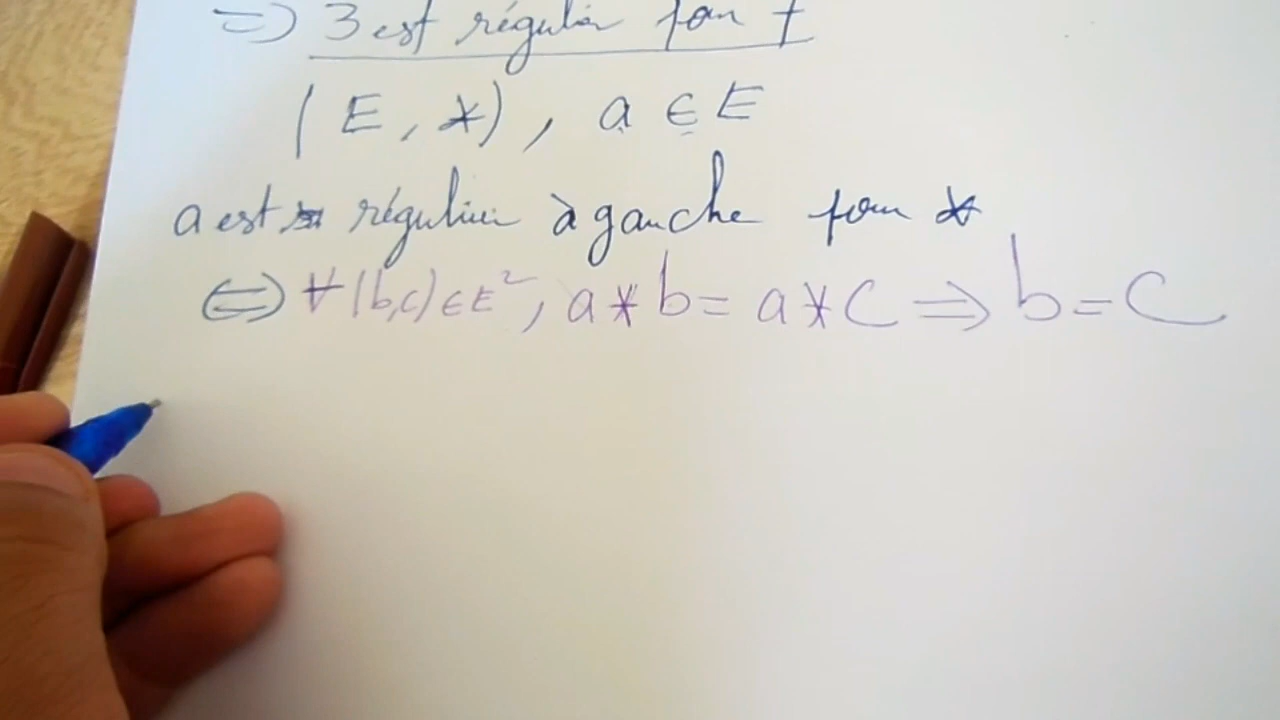 => 3 est régulier pour +
(E, *), a ∈ E
a est régulier à gauche pour *
⇔ ∀(b,c) ∈ E², a * b = a * c ⇒ b = c